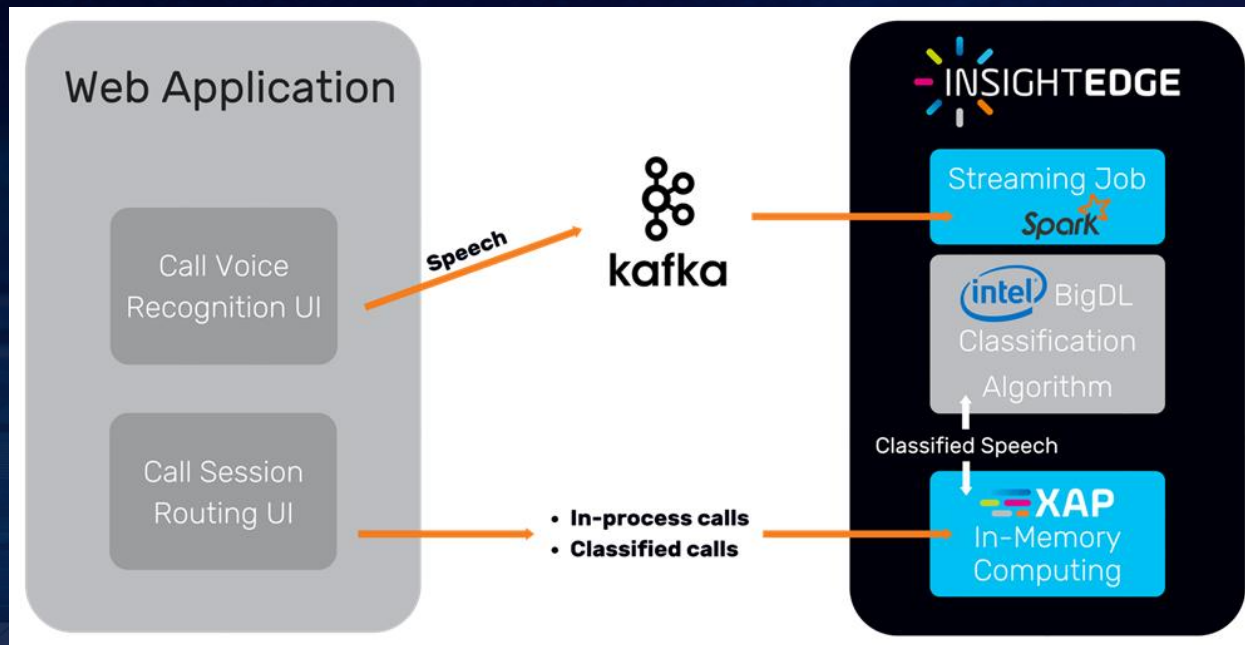 Web Application
Call Voice
Recognition UI
Call Session
Routing UI
Speech
kafka
• In-process calls
• Classified calls
INSIGHTEDGE
Streaming Job
Spark
intel BigDL
Classification
Algorithm
Classified Speech
XAP
In-Memory
Computing